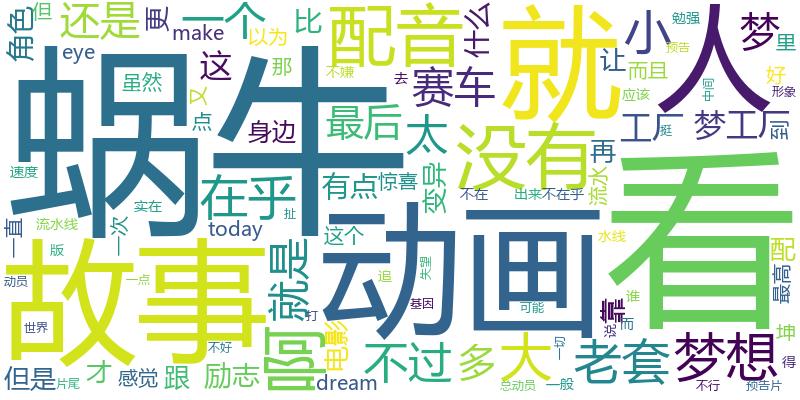 蜗牛
动画
看
故事
就
人
没有
配音
梦想
一个
还是
但
更
make
角色
eye
虽然
这
以为
那
比
不嫌
什么
勉强
小
预告
梦
里
让
而且
好
应该
中间
形象
又
点
身边
赛车
去
最后
太
工厂
挺
梦工厂
到
再
速度
在乎
有点
惊喜
变异
流水
实在
扯
一直
流水线
一次
today
这个
不在
出来
不在乎
水线
配
版
动员
一点
就是
追
失望
最高
谁
靠
基因
世界
打
可能
说
而
坤
不好
啊
电影
不过
多
大
一切
老套
得
但是
片尾
才
感觉
跟
励志
dream
总动员
一般
不行
预告片